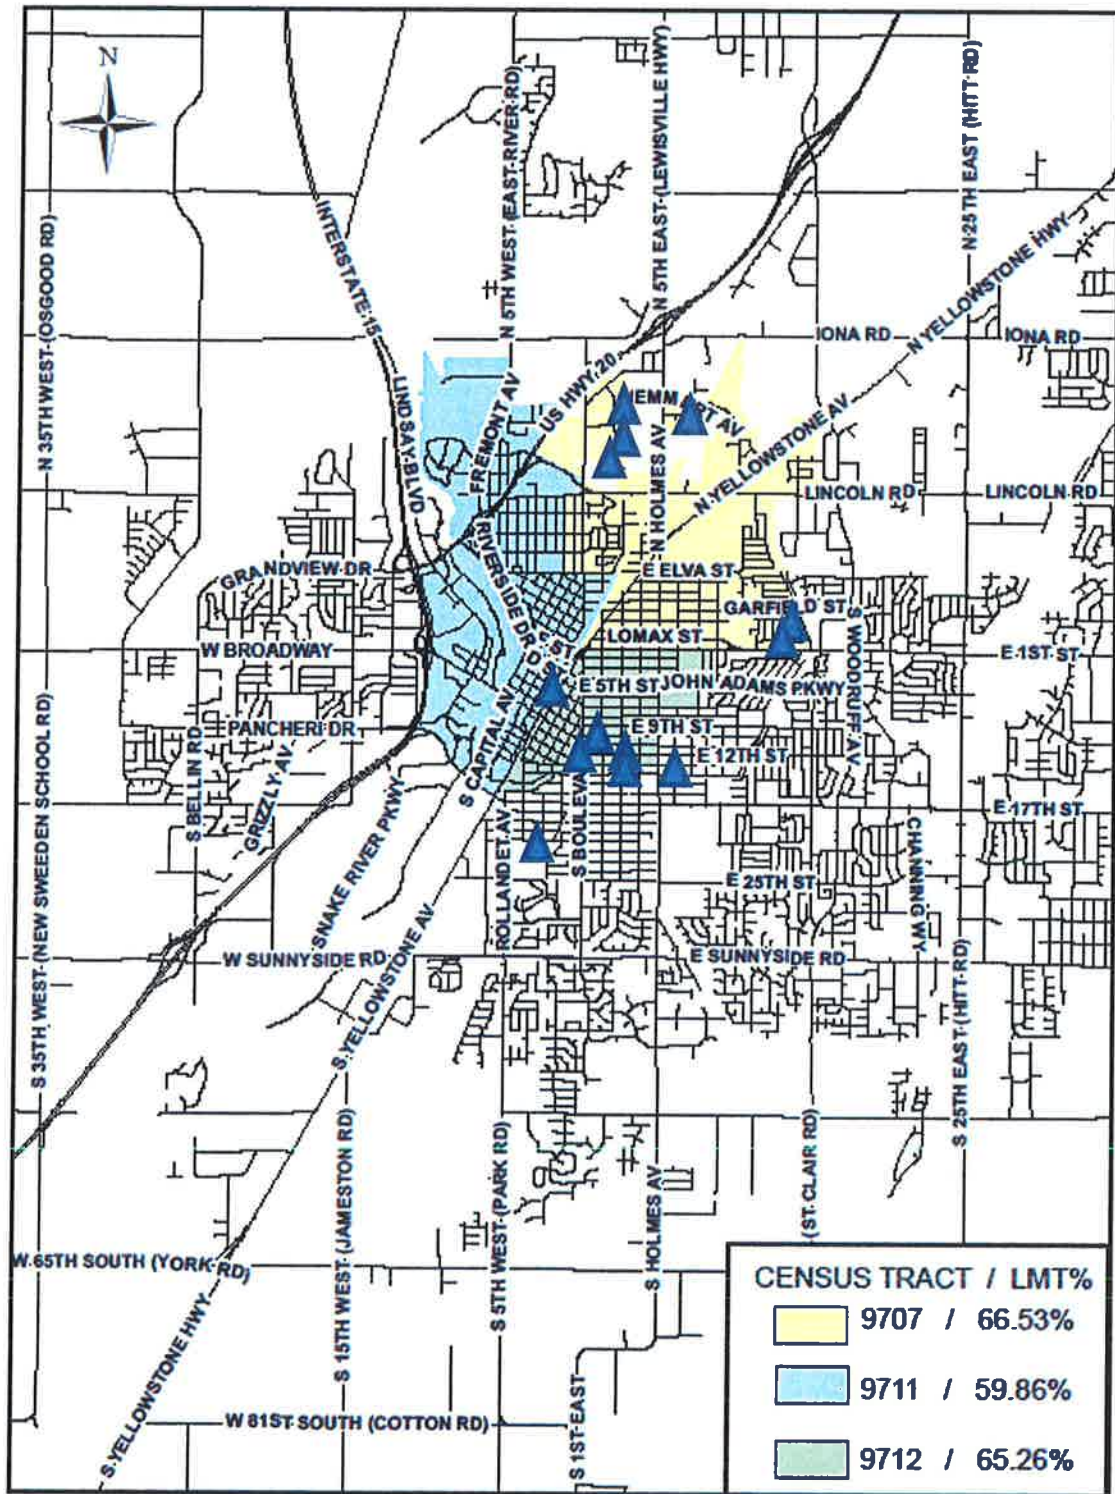 N
N 35TH WEST (OSGOOD RD)
INTERSTATE 15
N 5TH WEST (EAST RIVER RD)
N 5TH EAST (LEWISVILLE HWY)
N 25TH EAST (HITT RD)
N YELLOWSTONE HWY
IONA RD
IONA RD
LINDSAY BLVD
FREMONT AV
US HWY 20
N HOLMES AV
N YELLOWSTONE AV
LINCOLN RD
LINCOLN RD
GRANDVIEW DR
RIVERSIDE DR
E ELVA ST
GARFIELD ST
S WOODRUFF AV
W BROADWAY
D ST
LOMAX ST
E 1ST ST
E 5TH ST
JOHN ADAMS PKWY
PANCHERI DR
S CAPITAL AV
E 9TH ST
E 12TH ST
S 35TH WEST (NEW SWEEDEN SCHOOL RD)
S BELLIN RD
GRIZZLY AV
SNAKE RIVER PKWY
E 17TH ST
ROLLANDET AV
CHANNING WY
E 25TH ST
W SUNNYSIDE RD
E SUNNYSIDE RD
S YELLOWSTONE AV
S 25TH EAST (HITT RD)
S 15TH WEST (JAMESTON RD)
S 5TH WEST (PARK RD)
S HOLMES AV
(ST CLAIR RD)
W 65TH SOUTH (YORK RD)
S YELLOWSTONE HWY
W 81ST SOUTH (COTTON RD)
S 1ST EAST
CENSUS TRACT / LMT%
9707 / 66.53%
9711 / 59.86%
9712 / 65.26%